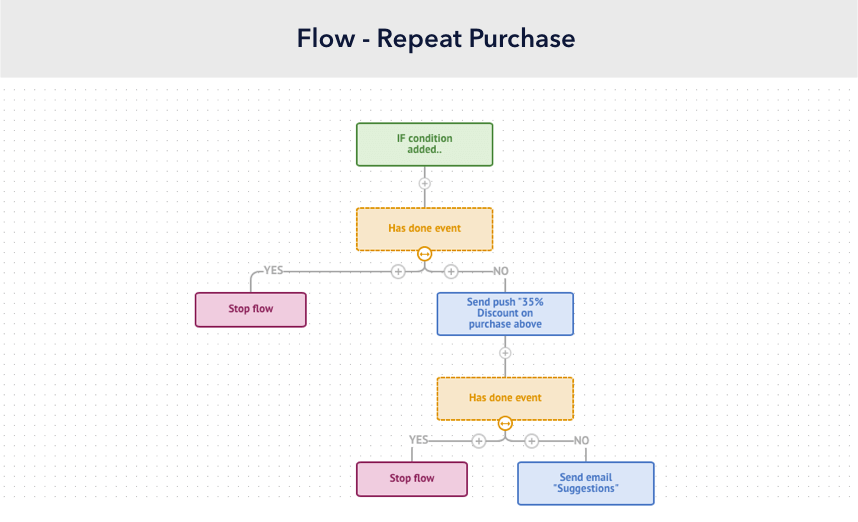 Flow - Repeat Purchase
IF condition
added..
Has done event
YES
NO
Stop flow
Send push "35%
Discount on
purchase above
Has done event
YES
NO
Stop flow
Send email
"Suggestions"